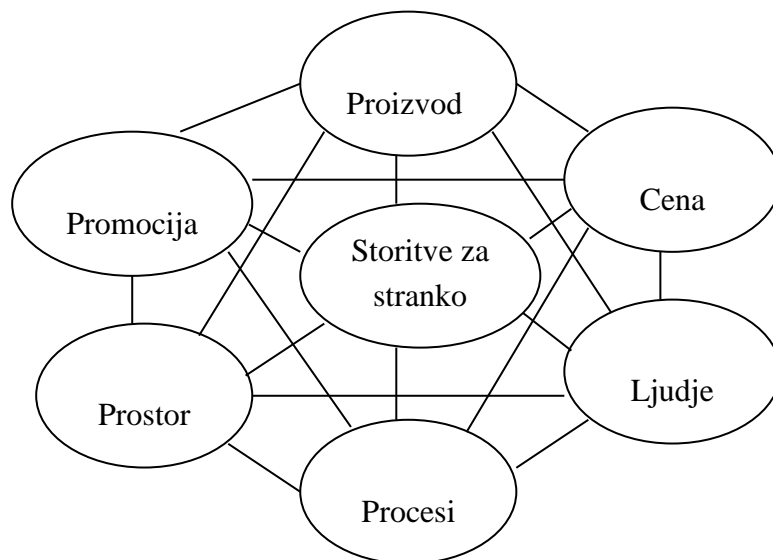 Proizvod
Cena
Promocija
Storitve za
stranko
Ljudje
Prostor
Procesi